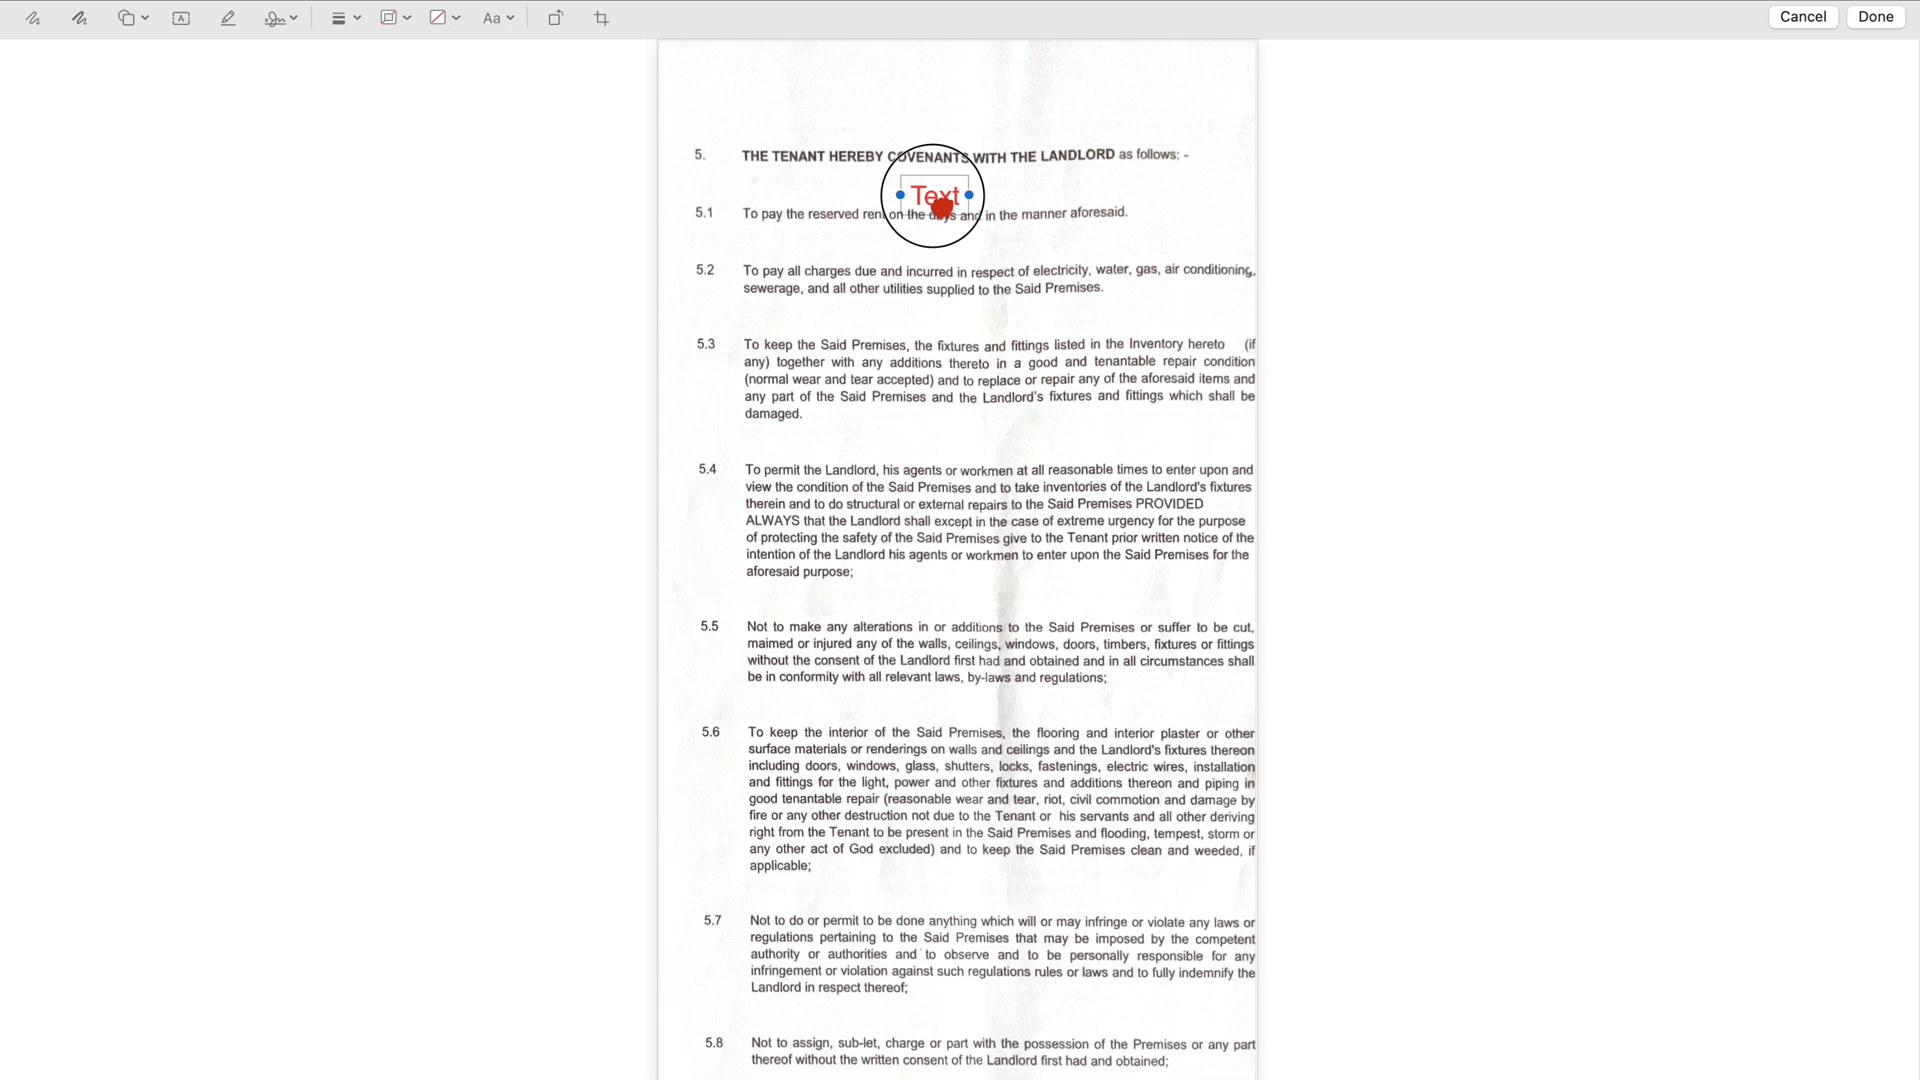 Aa
Cancel
Done
5. THE TENANT HEREBY COVENANTS WITH THE LANDLORD as follows: -
Text
5.1 To pay the reserved rent on the days and in the manner aforesaid.
5.2 To pay all charges due and incurred in respect of electricity, water, gas, air conditioning,
sewerage, and all other utilities supplied to the Said Premises.
5.3 To keep the Said Premises, the fixtures and fittings listed in the Inventory hereto (if
any) together with any additions thereto in a good and tenantable repair condition
(normal wear and tear accepted) and to replace or repair any of the aforesaid items and
any part of the Said Premises and the Landlord's fixtures and fittings which shall be
damaged.
5.4 To permit the Landlord, his agents or workmen at all reasonable times to enter upon and
view the condition of the Said Premises and to take inventories of the Landlord's fixtures
therein and to do structural or external repairs to the Said Premises PROVIDED
ALWAYS that the Landlord shall except in the case of extreme urgency for the purpose
of protecting the safety of the Said Premises give to the Tenant prior written notice of the
intention of the Landlord his agents or workmen to enter upon the Said Premises for the
aforesaid purpose;
5.5 Not to make any alterations in or additions to the Said Premises or suffer to be cut,
maimed or injured any of the walls, ceilings, windows, doors, timbers, fixtures or fittings
without the consent of the Landlord first had and obtained and in all circumstances shall
be in conformity with all relevant laws, by-laws and regulations;
5.6 To keep the interior of the Said Premises, the flooring and interior plaster or other
surface materials or renderings on walls and ceilings and the Landlord's fixtures thereon
including doors, windows, glass, shutters, locks, fastenings, electric wires, installation
and fittings for the light, power and other fixtures and additions thereon and piping in
good tenantable repair (reasonable wear and tear, riot, civil commotion and damage by
fire or any other destruction not due to the Tenant or his servants and all other deriving
right from the Tenant to be present in the Said Premises and flooding, tempest, storm or
any other act of God excluded) and to keep the Said Premises clean and weeded, if
applicable;
5.7 Not to do or permit to be done anything which will or may infringe or violate any laws or
regulations pertaining to the Said Premises that may be imposed by the competent
authority or authorities and to observe and to be personally responsible for any
infringement or violation against such regulations rules or laws and to fully indemnify the
Landlord in respect thereof;
5.8 Not to assign, sub-let, charge or part with the possession of the Premises or any part
thereof without the written consent of the Landlord first had and obtained;